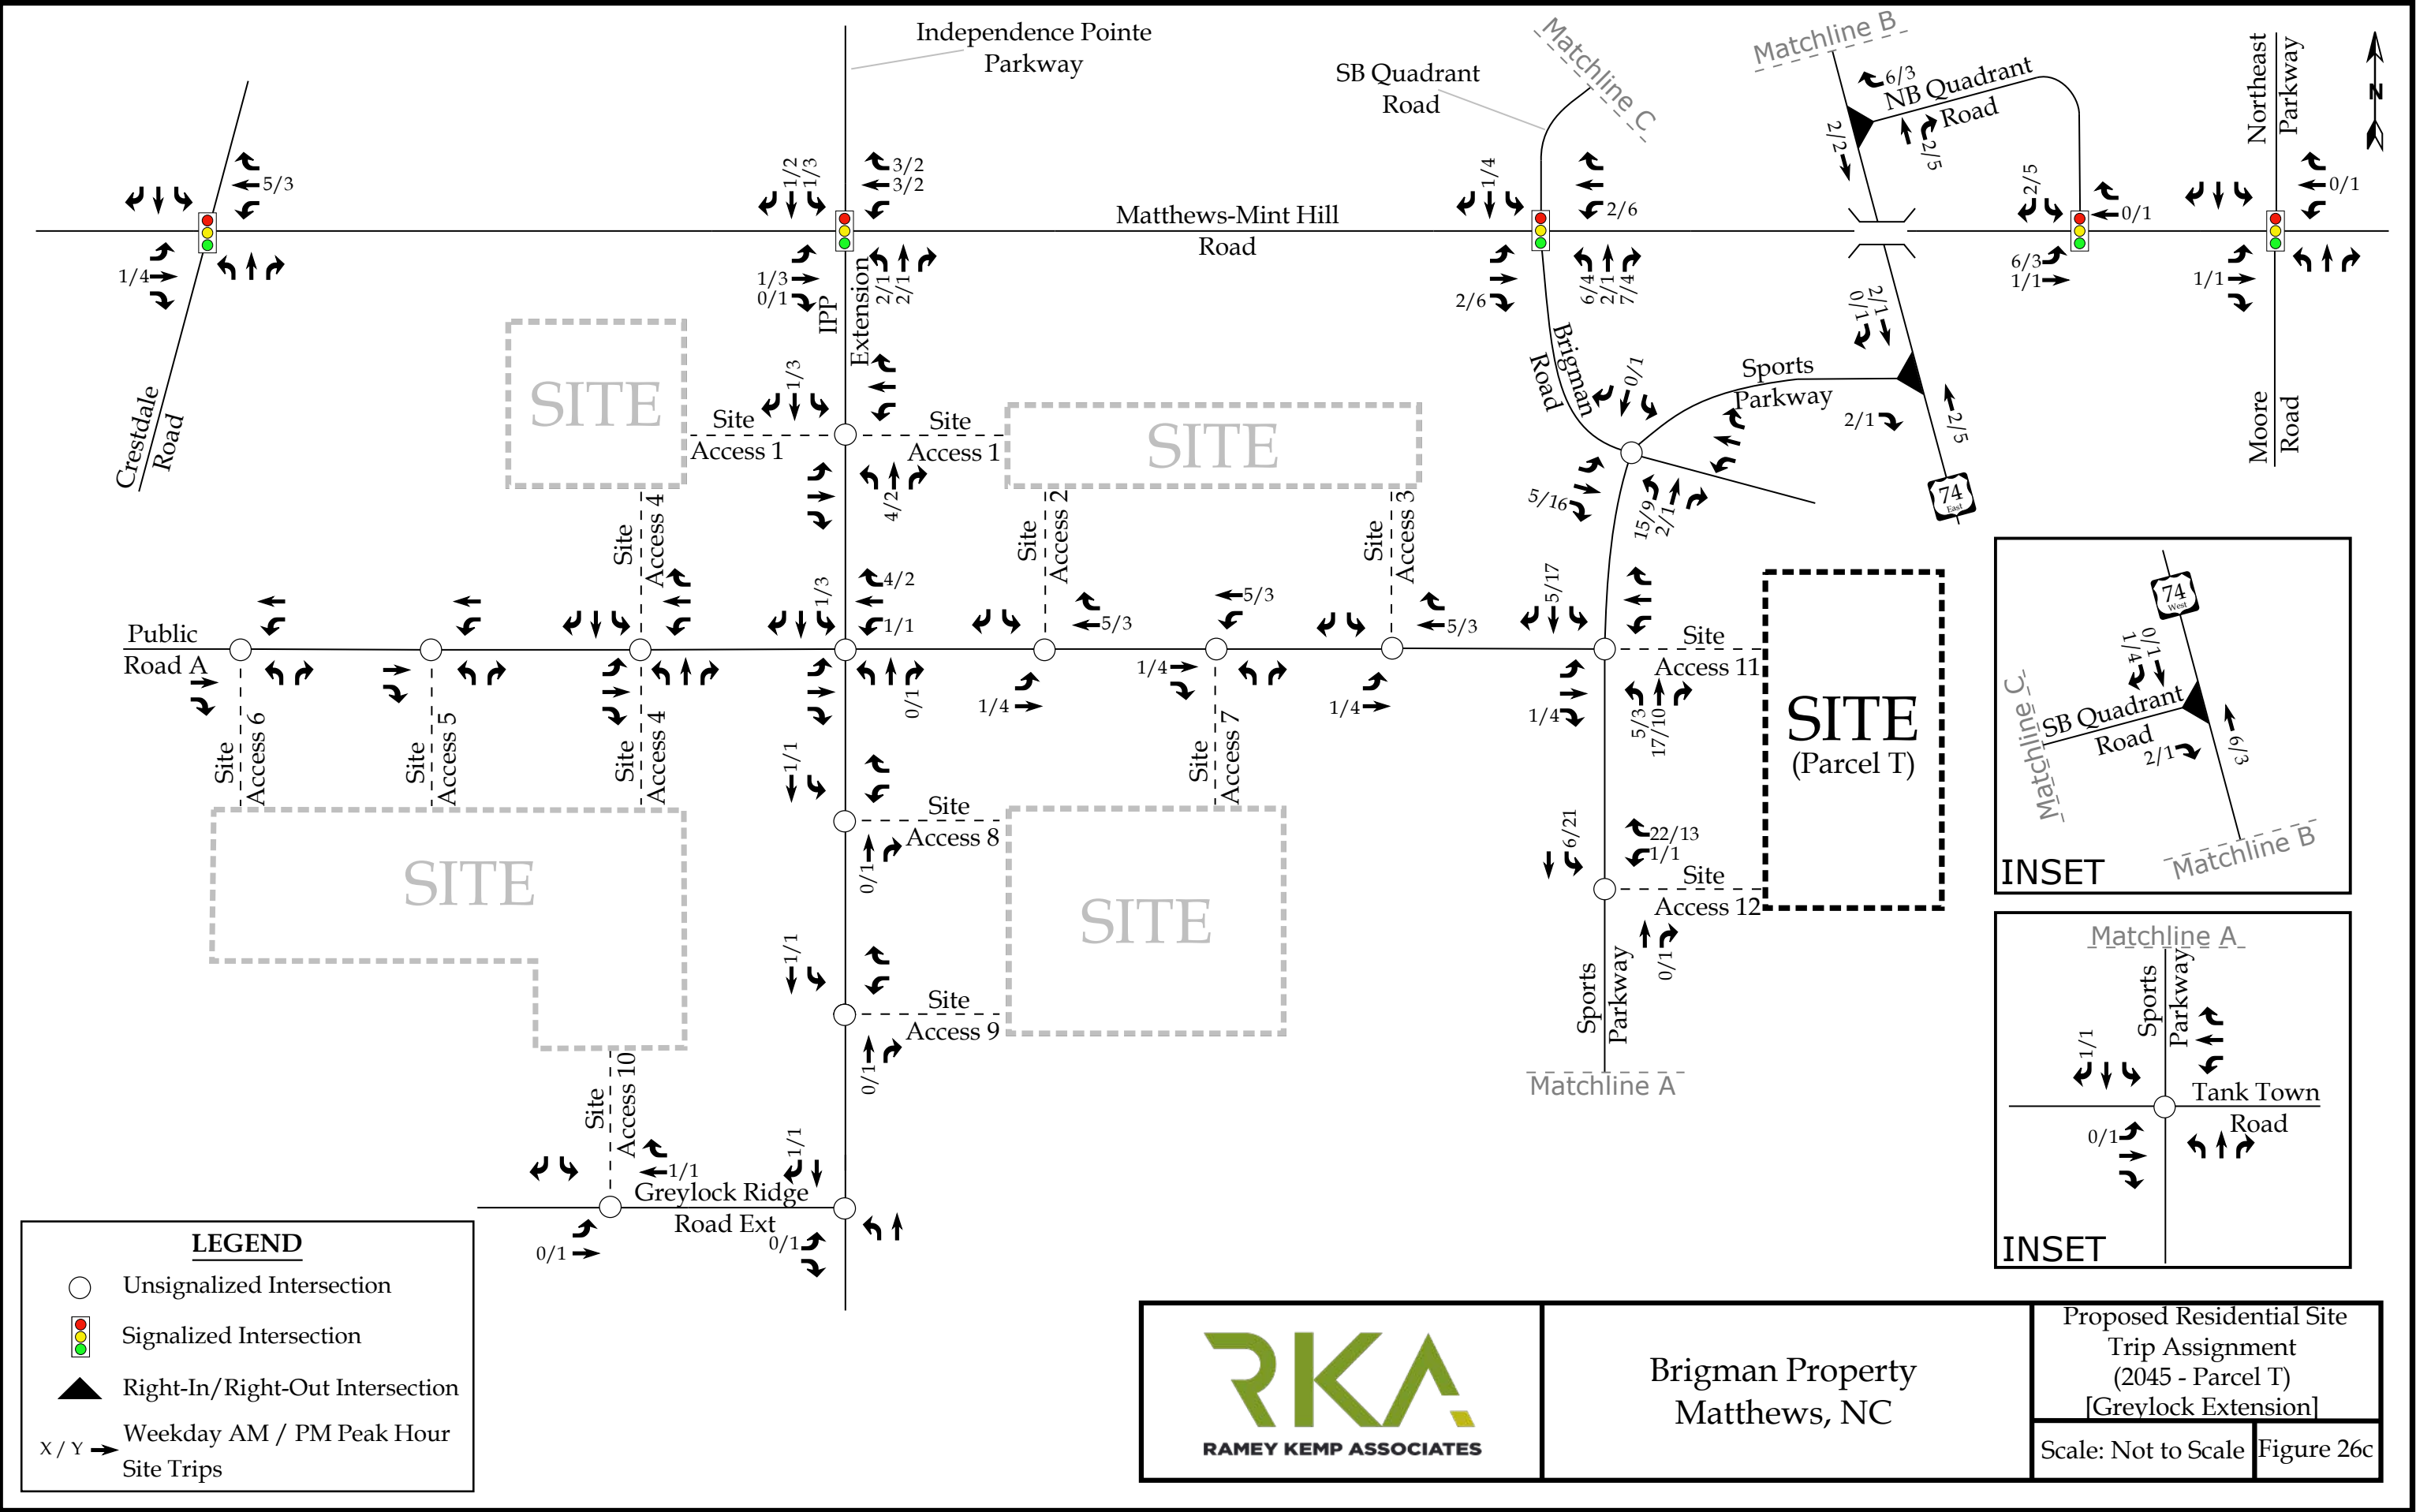 Independence Pointe
Parkway
SB Quadrant
Road
Matchline C
Matchline B
6/3
NB Quadrant
Road
2/2
2/5
Northeast
Parkway
N
5/3
1/4
Crestdale
Road
1/2
1/3
3/2
3/2
1/3
0/1
2/1
2/1
IPP
Extension
Matthews-Mint Hill
Road
1/4
2/6
2/6
6/4
2/1
7/4
2/5
0/1
6/3
1/1
0/1
1/1
Moore
Road
Brigman
Road
0/1
2/1
0/1
Sports
Parkway
2/1
2/5
74
East
5/16
15/9
2/1
SITE
1/3
Site
Access 1
Site
Access 1
4/2
SITE
Site
Access 4
Site
Access 2
Site
Access 3
Public
Road A
1/3
4/2
1/1
0/1
5/3
1/4
5/3
1/4
5/3
1/4
5/17
1/4
5/3
17/10
Site
Access 11
SITE
(Parcel T)
Site
Access 6
Site
Access 5
Site
Access 4
Site
Access 7
1/1
Site
Access 8
0/1
SITE
SITE
6/21
22/13
1/1
Site
Access 12
0/1
1/1
Site
Access 9
0/1
Sports
Parkway
Matchline A
Site
Access 10
1/1
1/1
Greylock Ridge
Road Ext
0/1
0/1
74
West
0/1
1/4
Matchline C
SB Quadrant
Road
2/1
6/3
Matchline B
INSET
Matchline A
Sports
Parkway
1/1
Tank Town
Road
0/1
INSET
LEGEND
Unsignalized Intersection
Signalized Intersection
Right-In/Right-Out Intersection
X / Y
Weekday AM / PM Peak Hour
Site Trips
RKA
RAMEY KEMP ASSOCIATES
Brigman Property
Matthews, NC
Proposed Residential Site
Trip Assignment
(2045 - Parcel T)
[Greylock Extension]
Scale: Not to Scale
Figure 26c